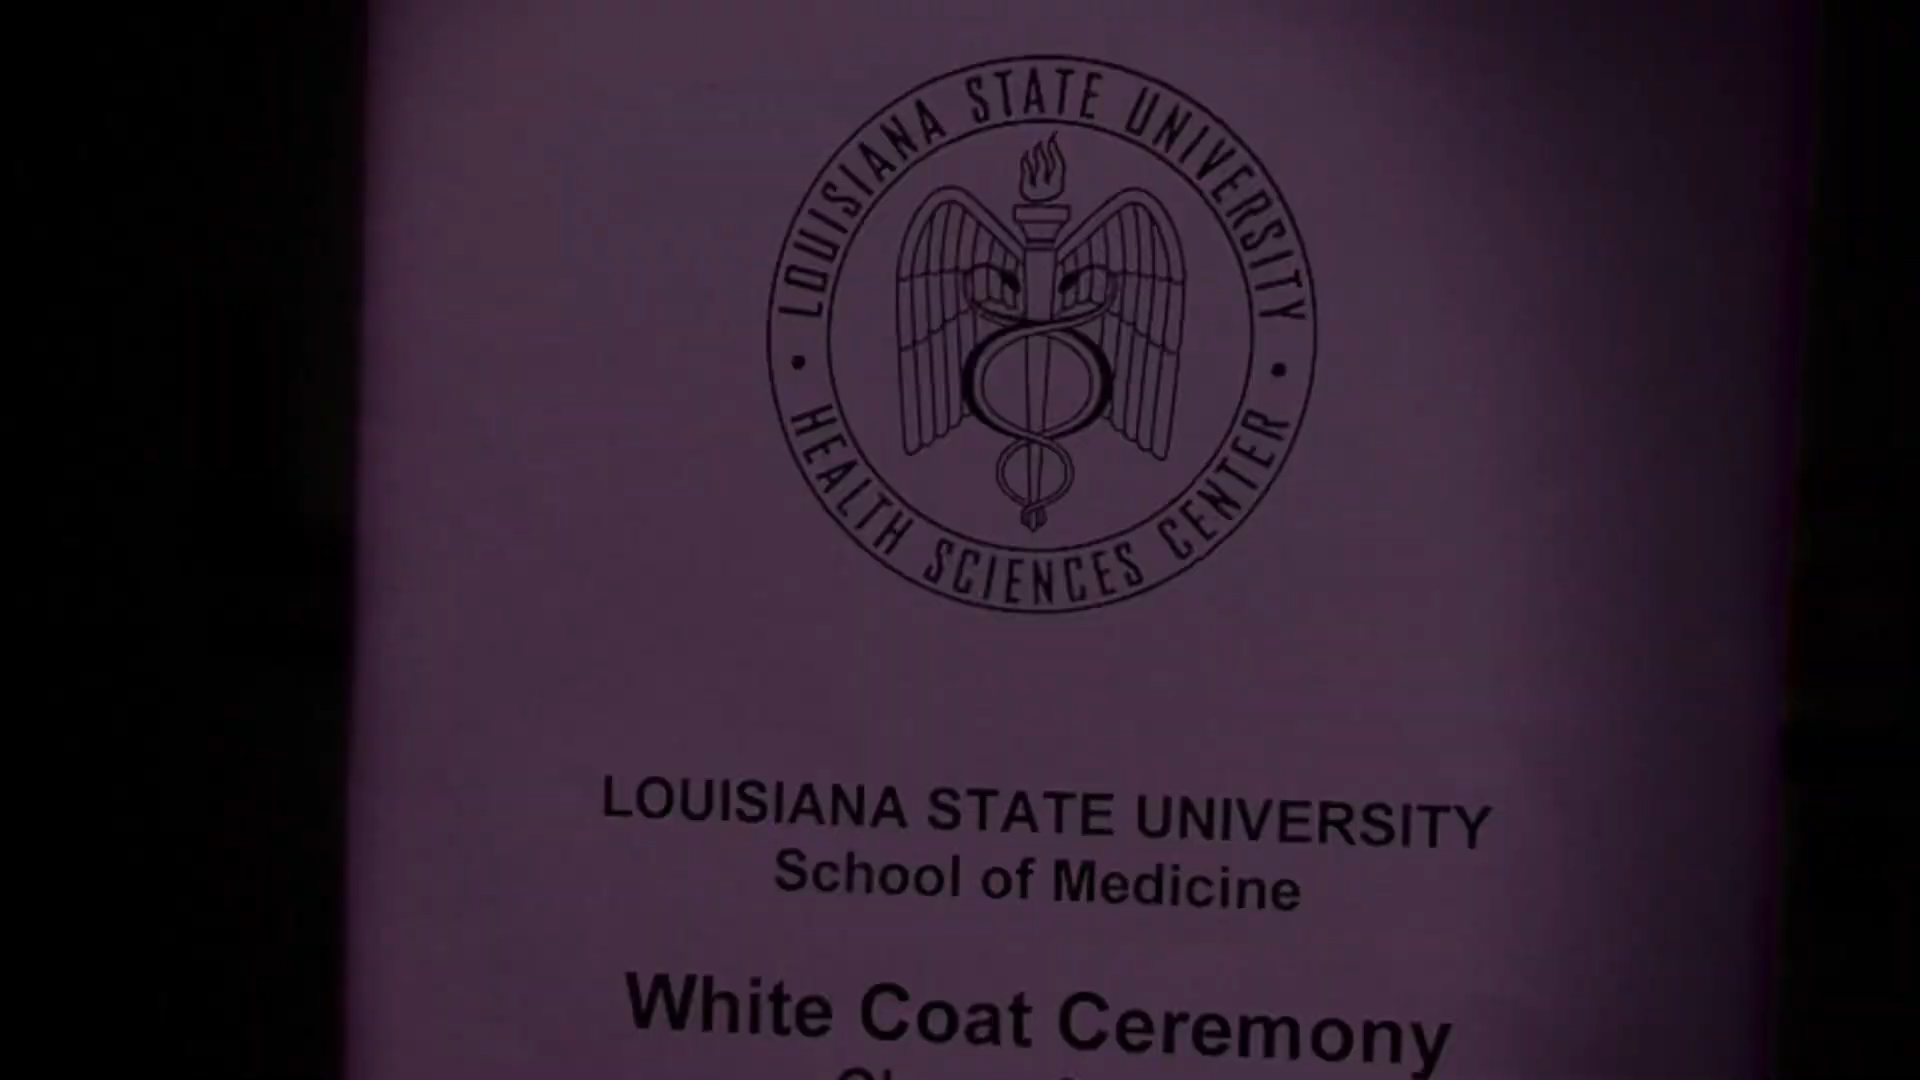 LOUISIANA STATE UNIVERSITY
HEALTH SCIENCES CENTER
LOUISIANA STATE UNIVERSITY
School of Medicine
White Coat Ceremony